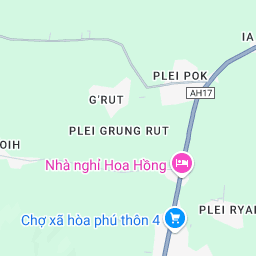 IA
PLEI POK
AH17
G'RUT
PLEI GRUNG RUT
OIH
Nhà nghỉ Hoa Hồng
PLEI RYAI
Chợ xã hòa phú thôn 4